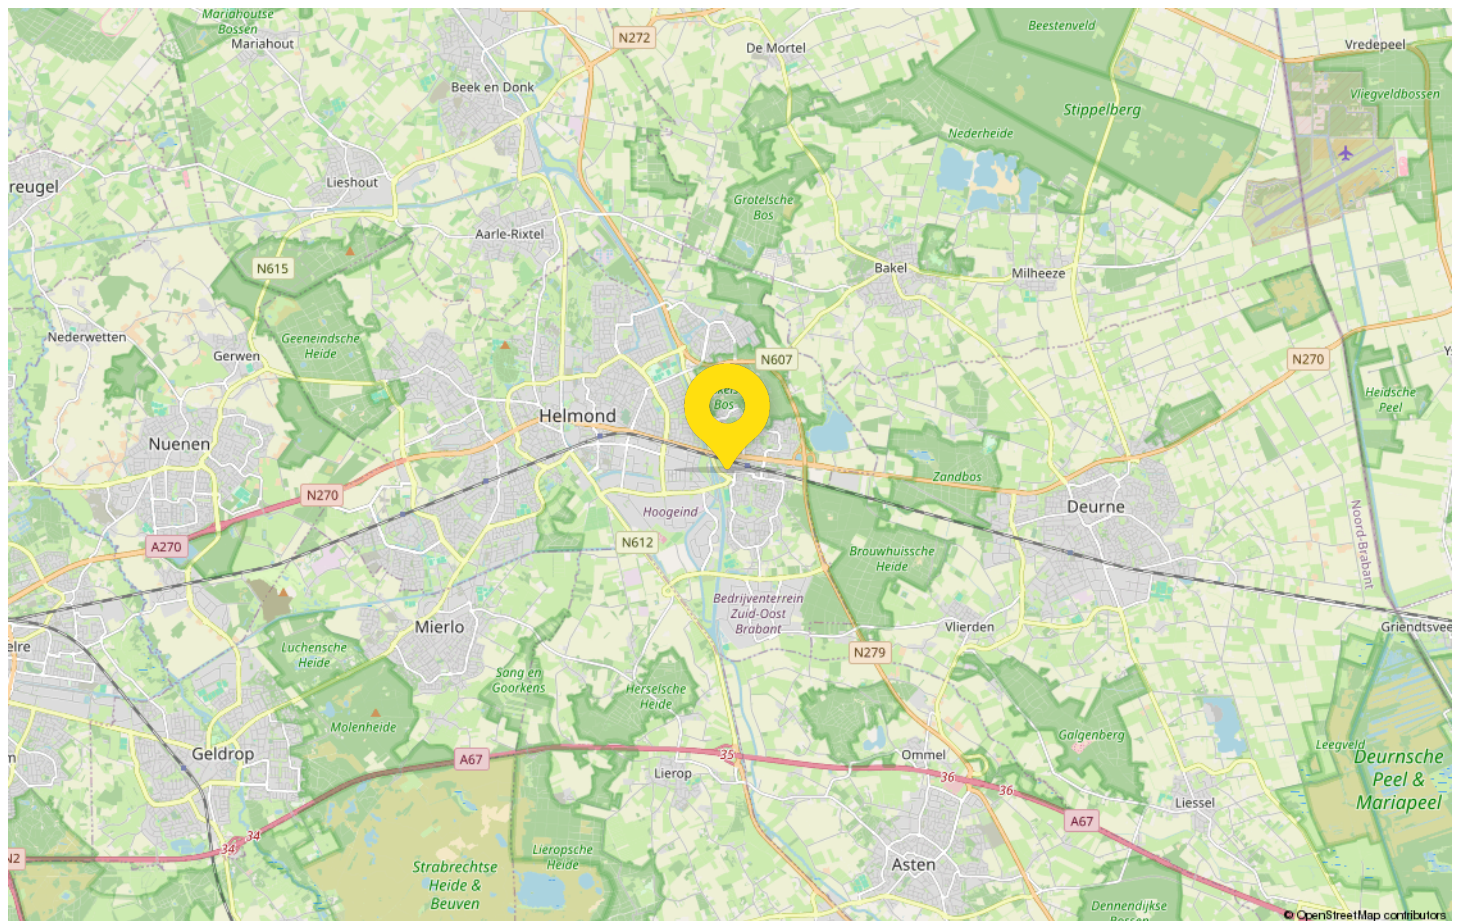 Mariahoutse
Bossen
Mariahout
N272
De Mortel
Beestenveld
Vredepeel
Beek en Donk
Stippelberg
Vliegveldbossen
Nederheide
reugel
Lieshout
Grotelsche
Bos
Aarle-Rixtel
N615
Bakel
Milheeze
Nederwetten
Gerwen
Geeneindsche
Heide
N607
N270
Heidsche
Peel
Bos
Helmond
Nuenen
Zandbos
N270
Deurne
Hoogeind
A270
N612
Brouwhuissche
Heide
Noord-Brabant
Bedrijventerrein
Zuid-Oost
Brabant
Mierlo
Vlierden
Griendtsvee
elre
Luchensche
Heide
N279
Sang en
Goorkens
Herselsche
Heide
Molenheide
Galgenberg
Leegveld
Geldrop
A67
35
Ommel
Deurnsche
Peel &
Mariapeel
Lierop
36
36
Liessel
A67
34
34
N2
Lieropsche
Heide
Strabrechtse
Heide &
Beuven
Asten
Dennendijkse
Bossen
© OpenStreetMap contributors